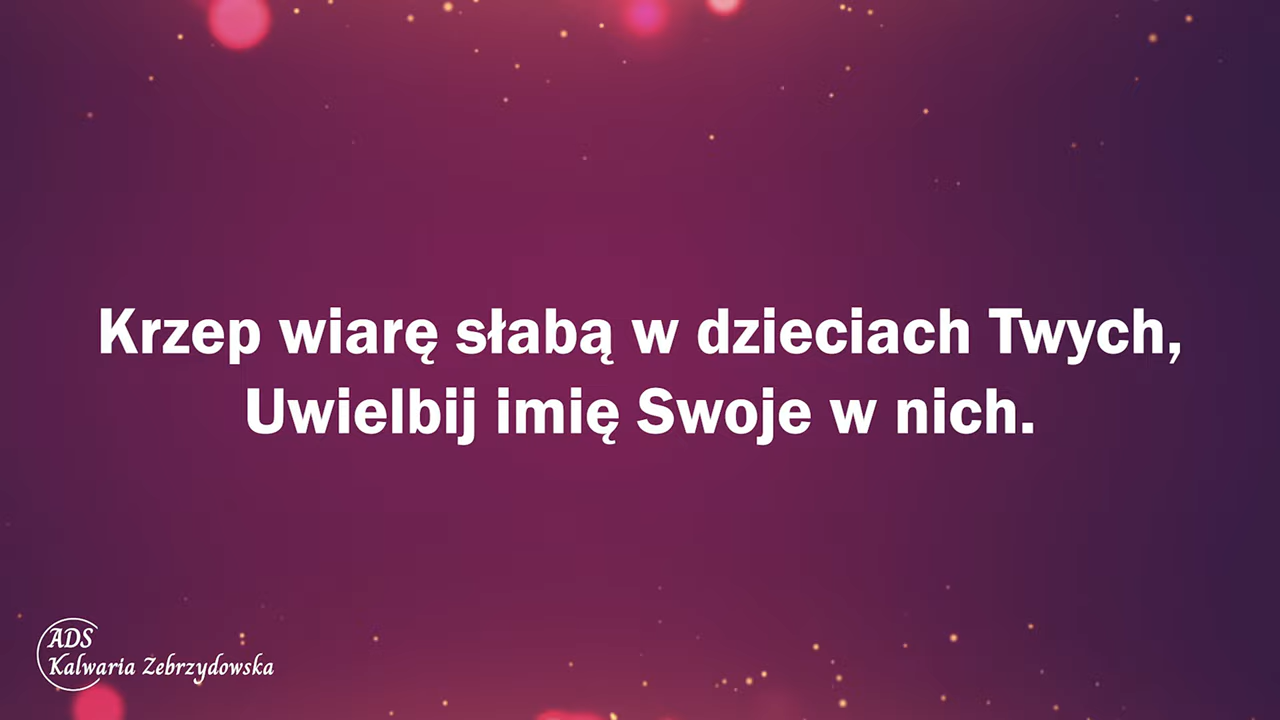 Krzep wiarę słabą w dzieciach Twych,
Uwielbij imię Swoje w nich.
ADS
Kalwaria Zebrzydowska